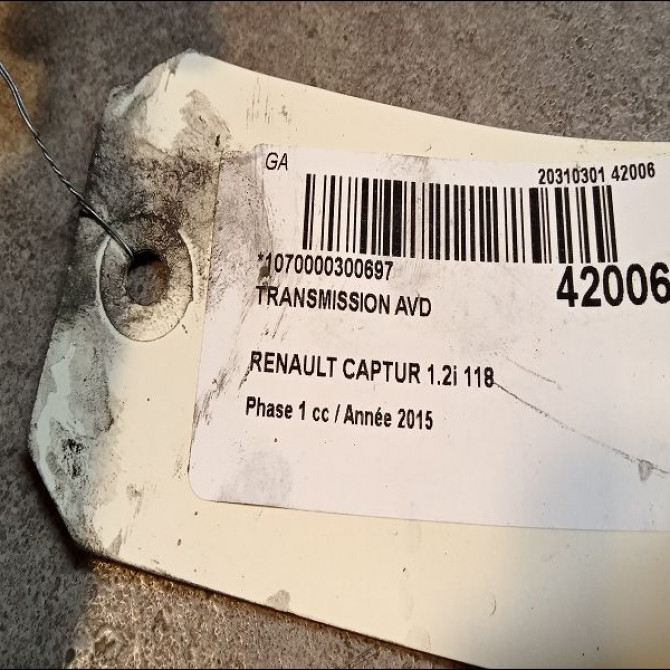 GA
20310301 42006
*1070000300697
42006
TRANSMISSION AVD
RENAULT CAPTUR 1.2i 118
Phase 1 cc / Année 2015